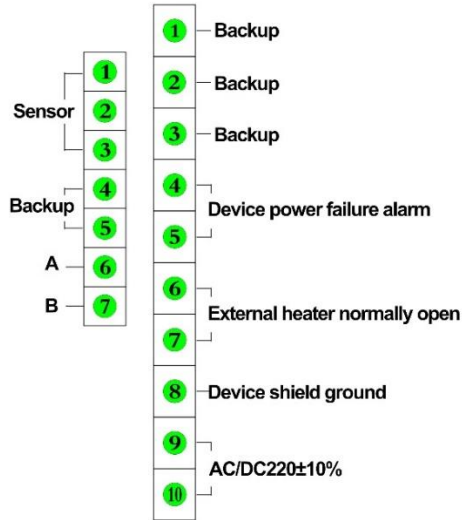 1
Sensor
2
3
4
Backup
5
A 6
B 7
1 Backup
2 Backup
3 Backup
4
Device power failure alarm
5
6
External heater normally open
7
8 Device shield ground
9
AC/DC220±10%
10